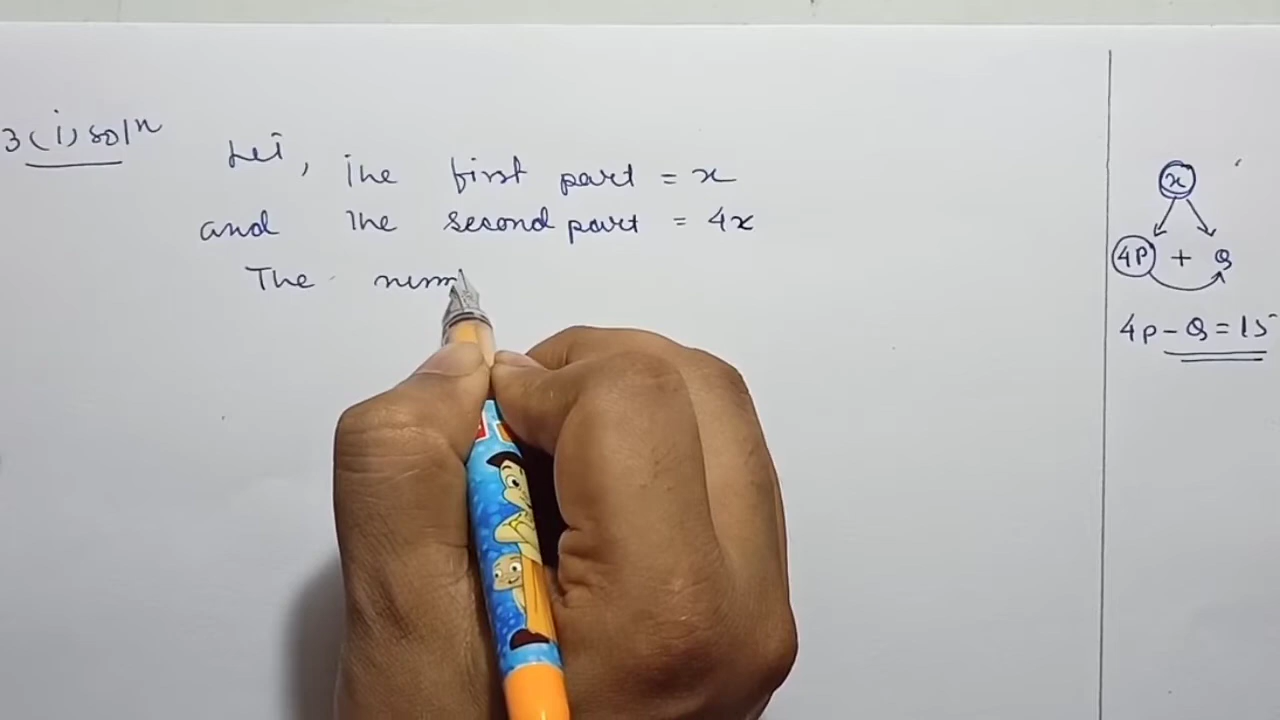 3 (i) solⁿ
Let, the first part = x
and the second part = 4x
The num
x
4P + Q
4P - Q = 15